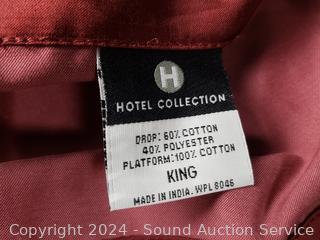 H
HOTEL COLLECTION
DROP: 60% COTTON
40% POLYESTER
PLATFORM: 100% COTTON
KING
MADE IN INDIA. WPL 8046
Copyright 2024 - Sound Auction Service